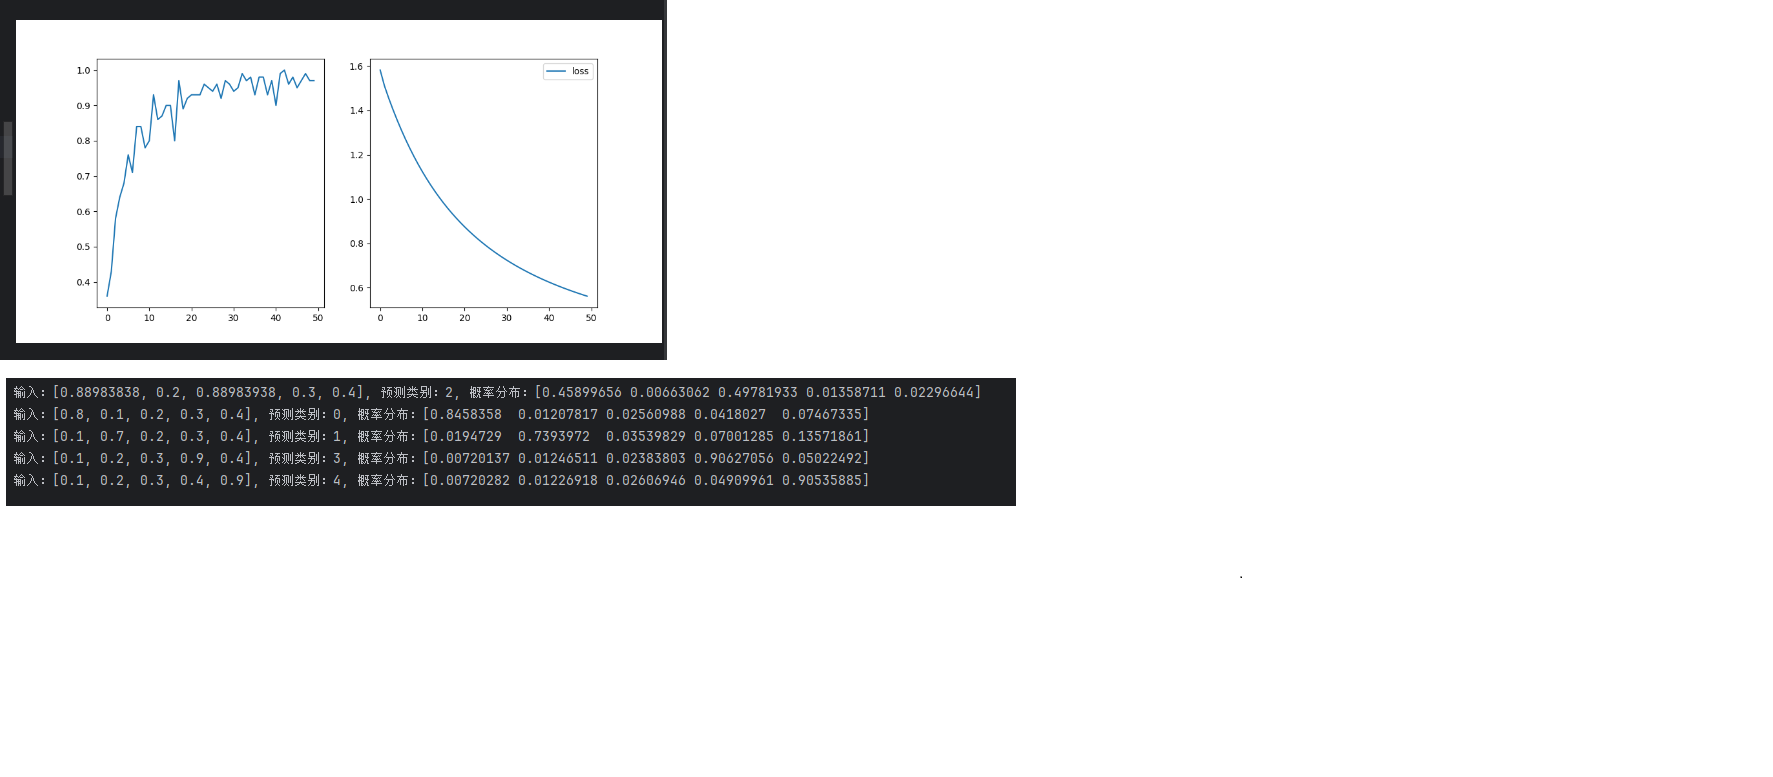 1.0
0.9
0.8
0.7
0.6
0.5
0.4
0 10 20 30 40 50
loss
1.6
1.4
1.2
1.0
0.8
0.6
0 10 20 30 40 50
输入：[0.88983838, 0.2, 0.88983938, 0.3, 0.4], 预测类别：2, 概率分布：[0.45899656 0.00663062 0.49781933 0.01358711 0.02296644]
输入：[0.8, 0.1, 0.2, 0.3, 0.4], 预测类别：0, 概率分布：[0.8458358  0.01207817 0.02560988 0.0418027  0.07467335]
输入：[0.1, 0.7, 0.2, 0.3, 0.4], 预测类别：1, 概率分布：[0.0194729  0.7393972  0.03539829 0.07001285 0.13571861]
输入：[0.1, 0.2, 0.3, 0.9, 0.4], 预测类别：3, 概率分布：[0.00720137 0.01246511 0.02383803 0.90627056 0.05022492]
输入：[0.1, 0.2, 0.3, 0.4, 0.9], 预测类别：4, 概率分布：[0.00720282 0.01226918 0.02606946 0.04909961 0.90535885]
.